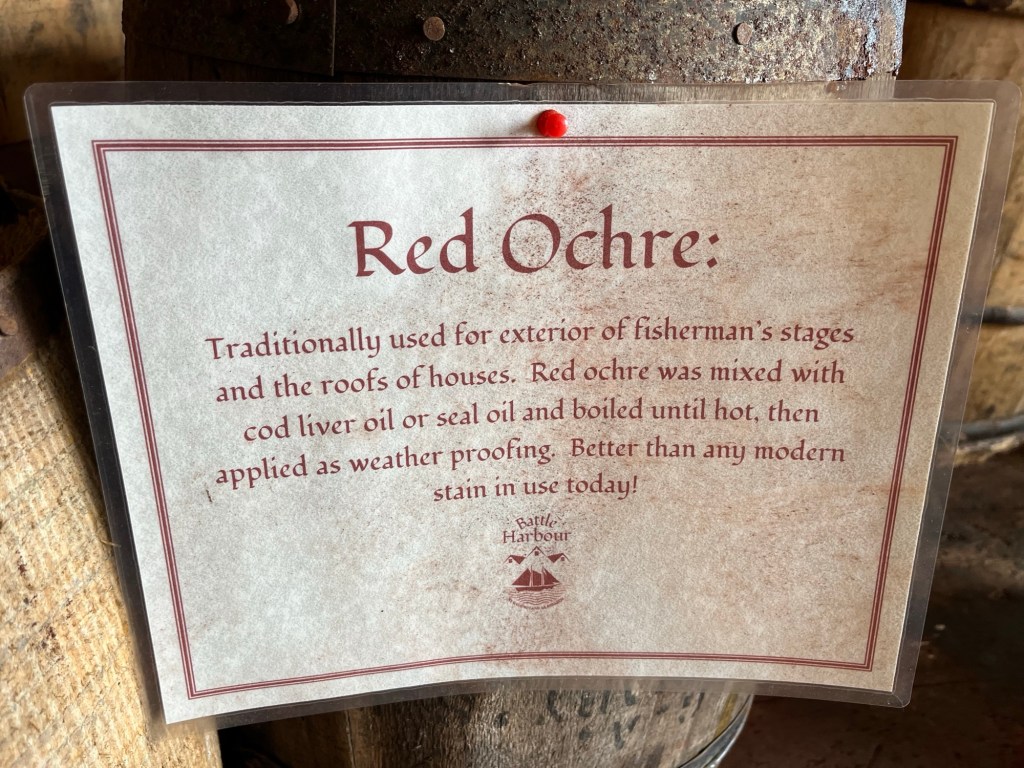 Red Ochre:
Traditionally used for exterior of fisherman's stages
and the roofs of houses. Red ochre was mixed with
cod liver oil or seal oil and boiled until hot, then
applied as weather proofing. Better than any modern
stain in use today!
Battle
Harbour